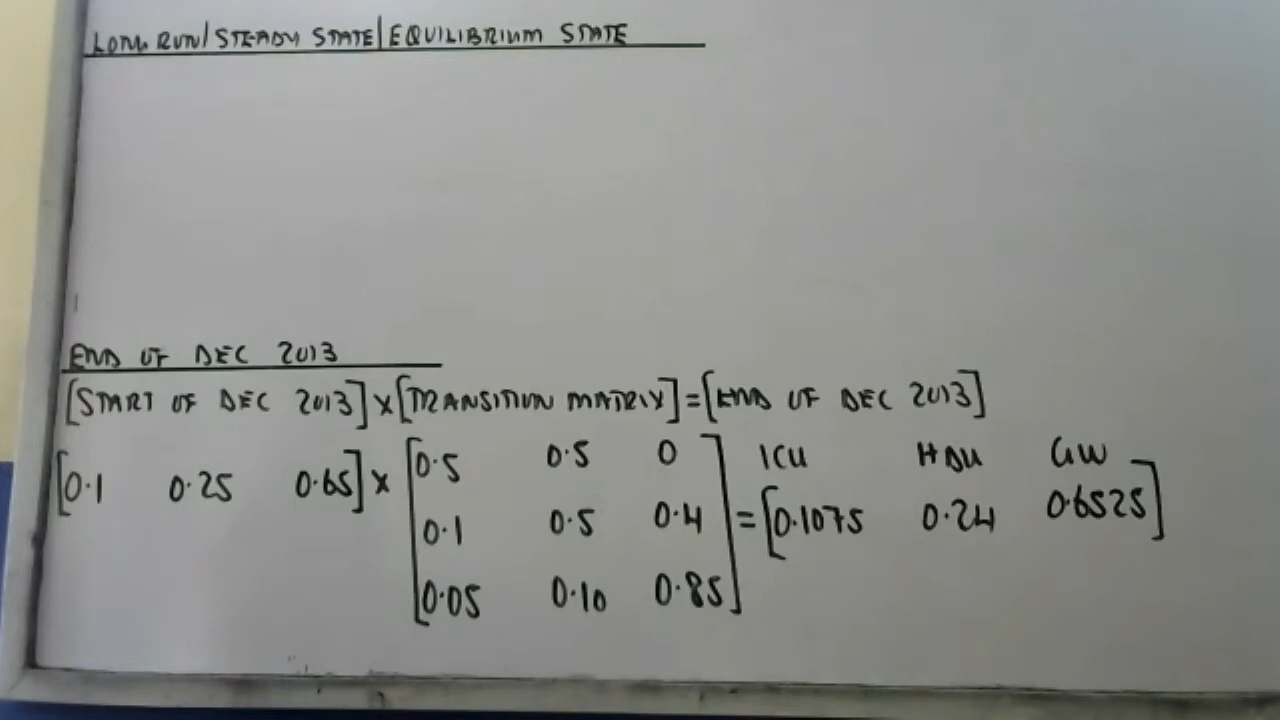 LONG RUN/STEADY STATE/EQUILIBRIUM STATE
END OF DEC 2013
[START OF DEC 2013]×[TRANSITION MATRIX]=[END OF DEC 2013]
ICU HDU GW
[0.1 0.25 0.65]×[0.5 0.5 0
0.1 0.5 0.4
0.05 0.10 0.85]
=[0.1075 0.24 0.6525]